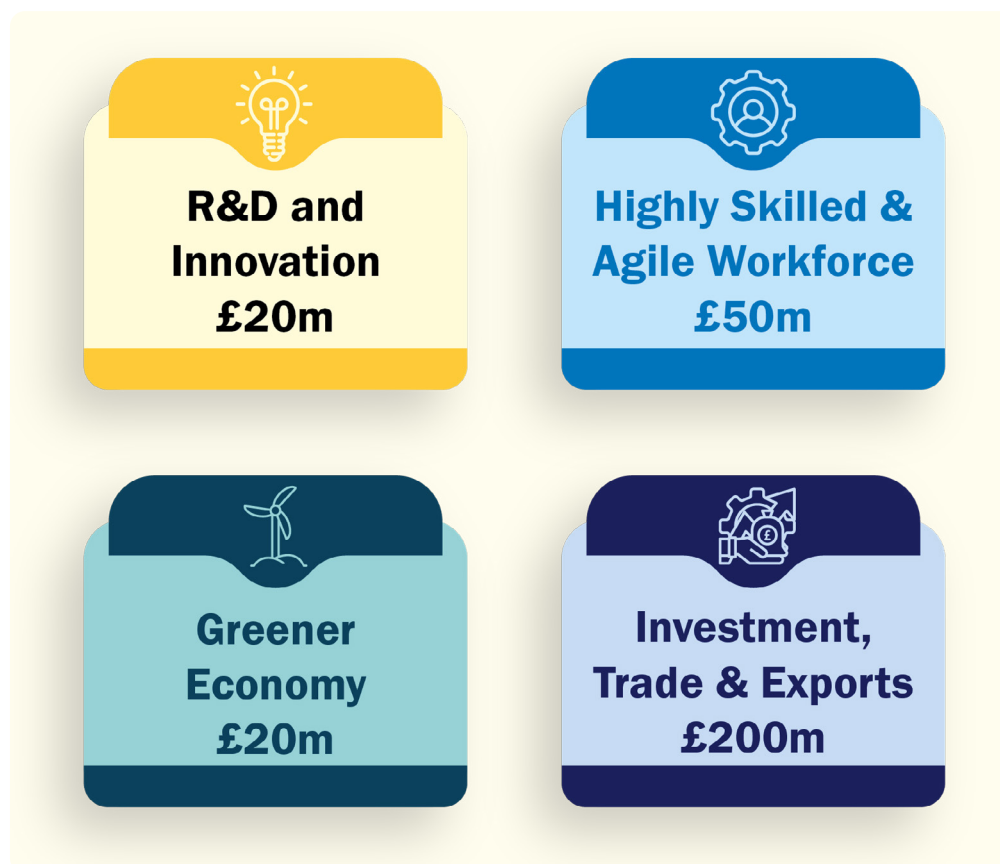 R&D and
Innovation
£20m
Highly Skilled &
Agile Workforce
£50m
Greener
Economy
£20m
£
Investment,
Trade & Exports
£200m